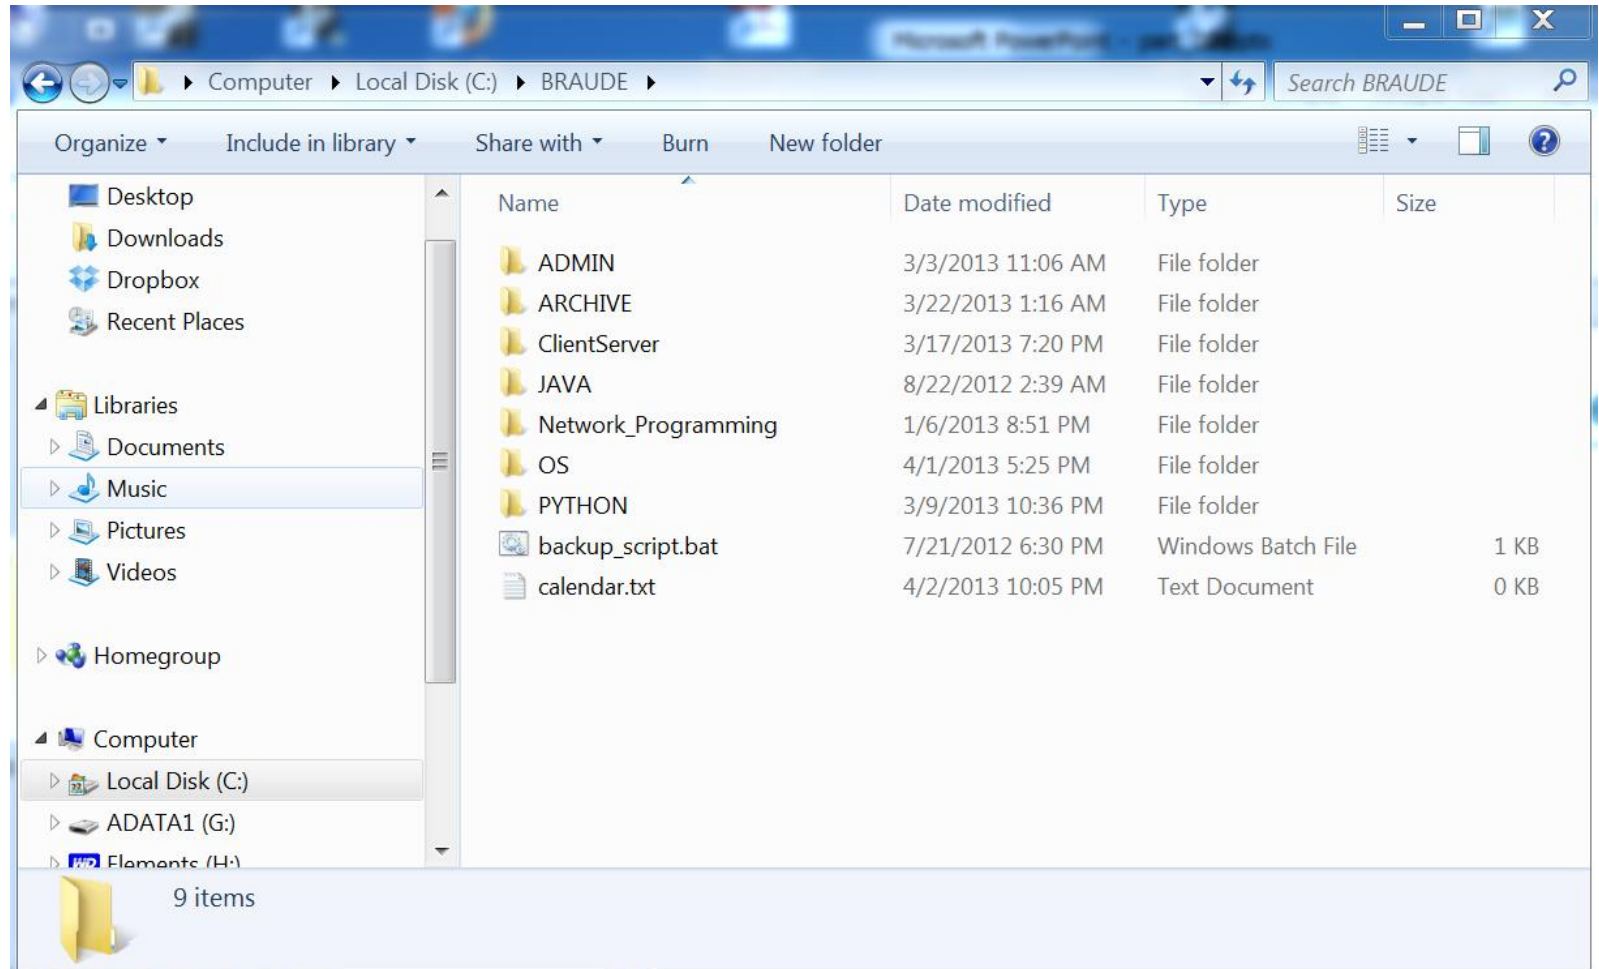 Microsoft PowerPoint -
Computer Local Disk (C:) BRAUDE
Search BRAUDE
Organize Include in library Share with Burn New folder
Desktop
Downloads
Dropbox
Recent Places
Libraries
Documents
Music
Pictures
Videos
Homegroup
Computer
Local Disk (C:)
ADATA1 (G:)
WD Elements (H:)
Name Date modified Type Size
ADMIN 3/3/2013 11:06 AM File folder
ARCHIVE 3/22/2013 1:16 AM File folder
ClientServer 3/17/2013 7:20 PM File folder
JAVA 8/22/2012 2:39 AM File folder
Network_Programming 1/6/2013 8:51 PM File folder
OS 4/1/2013 5:25 PM File folder
PYTHON 3/9/2013 10:36 PM File folder
backup_script.bat 7/21/2012 6:30 PM Windows Batch File 1 KB
calendar.txt 4/2/2013 10:05 PM Text Document 0 KB
9 items